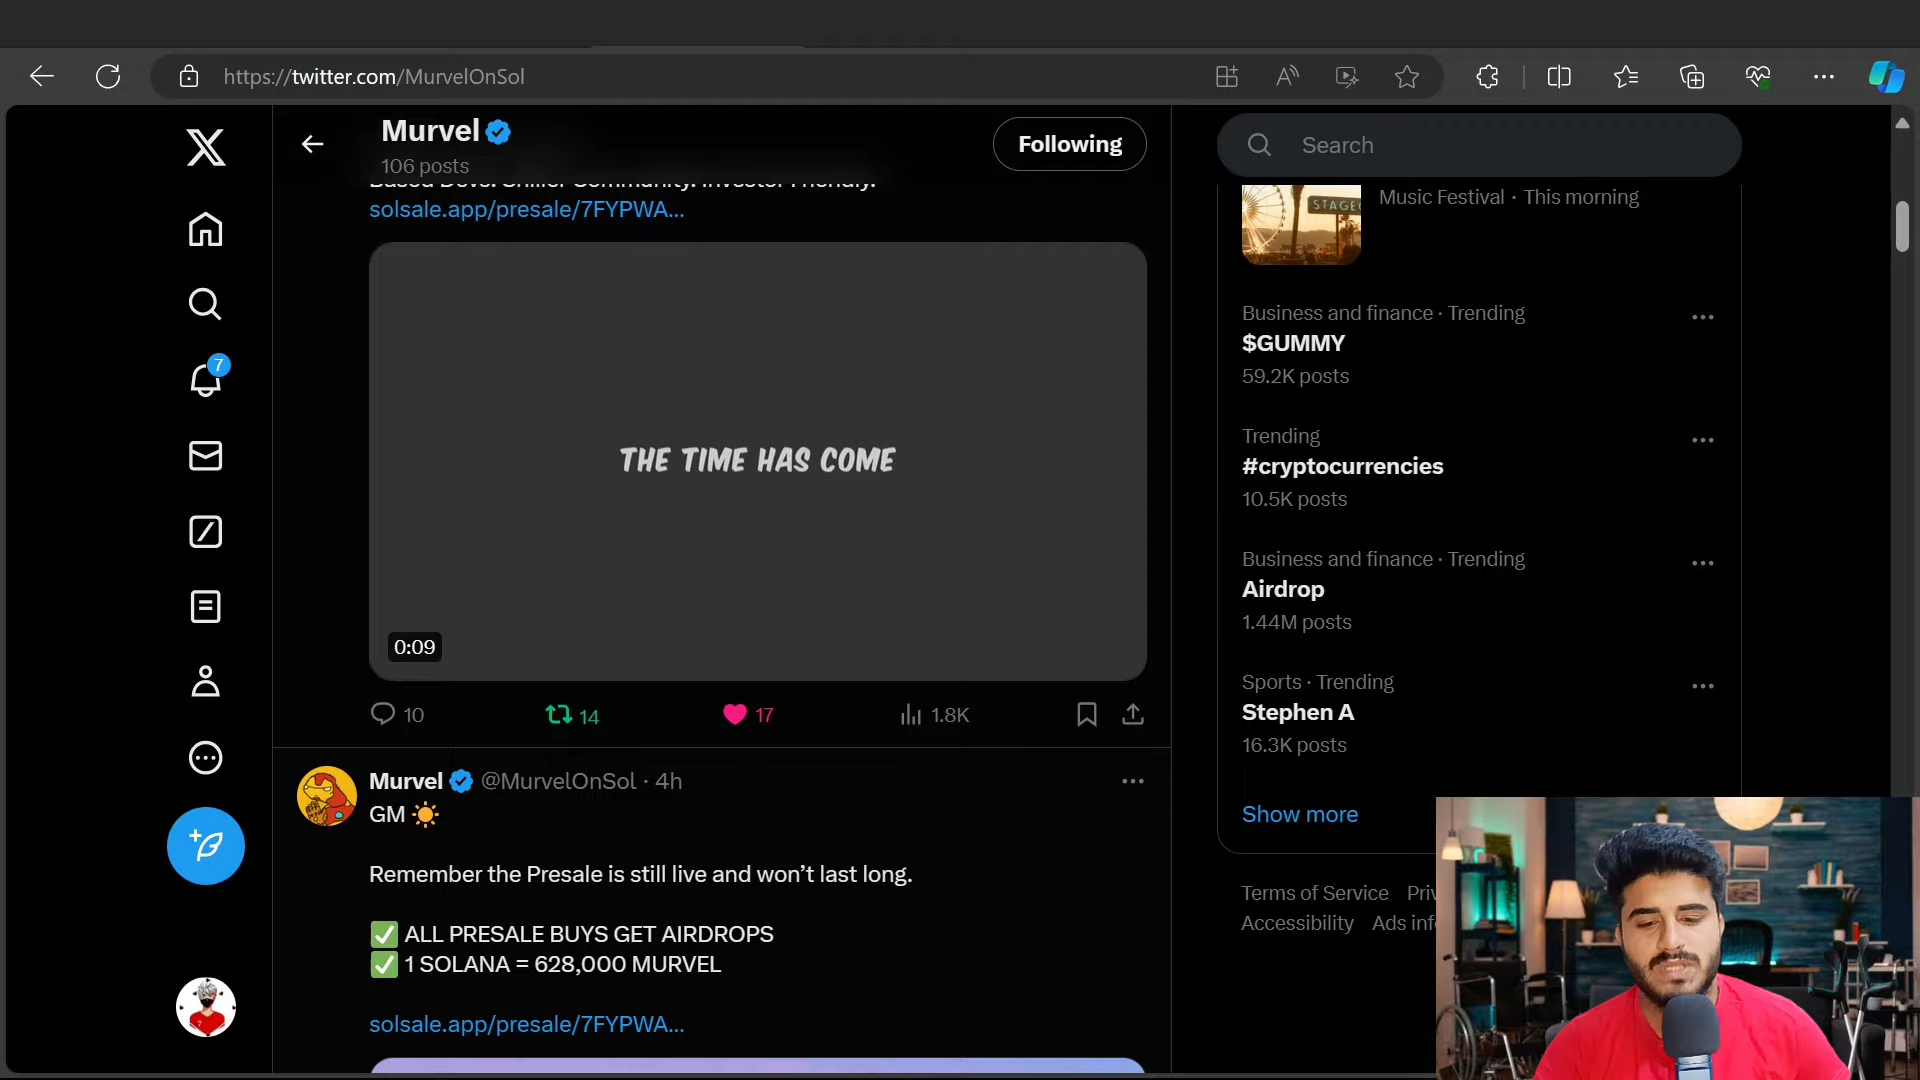 https://twitter.com/MurvelOnSol
Murvel
106 posts
Following
Based Devs. Chiller Community. Investor Friendly.
solsale.app/presale/7FYPWA...
THE TIME HAS COME
0:09
10
14
17
1.8K
Murvel @MurvelOnSol · 4h
GM
Remember the Presale is still live and won’t last long.
ALL PRESALE BUYS GET AIRDROPS
1 SOLANA = 628,000 MURVEL
solsale.app/presale/7FYPWA...
7
Search
STAGE
Music Festival · This morning
Business and finance · Trending
$GUMMY
59.2K posts
Trending
#cryptocurrencies
10.5K posts
Business and finance · Trending
Airdrop
1.44M posts
Sports · Trending
Stephen A
16.3K posts
Show more
Terms of Service Priv
Accessibility Ads inf